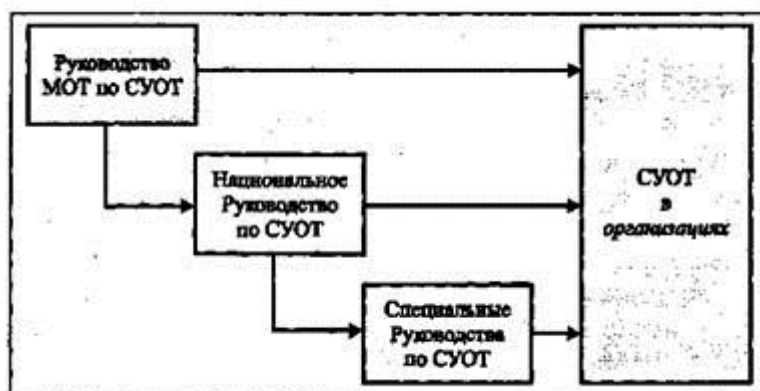 Руководство
МОТ по СУОТ
Национальное
Руководство
по СУОТ
Специальные
Руководства
по СУОТ
СУОТ
в
организациях